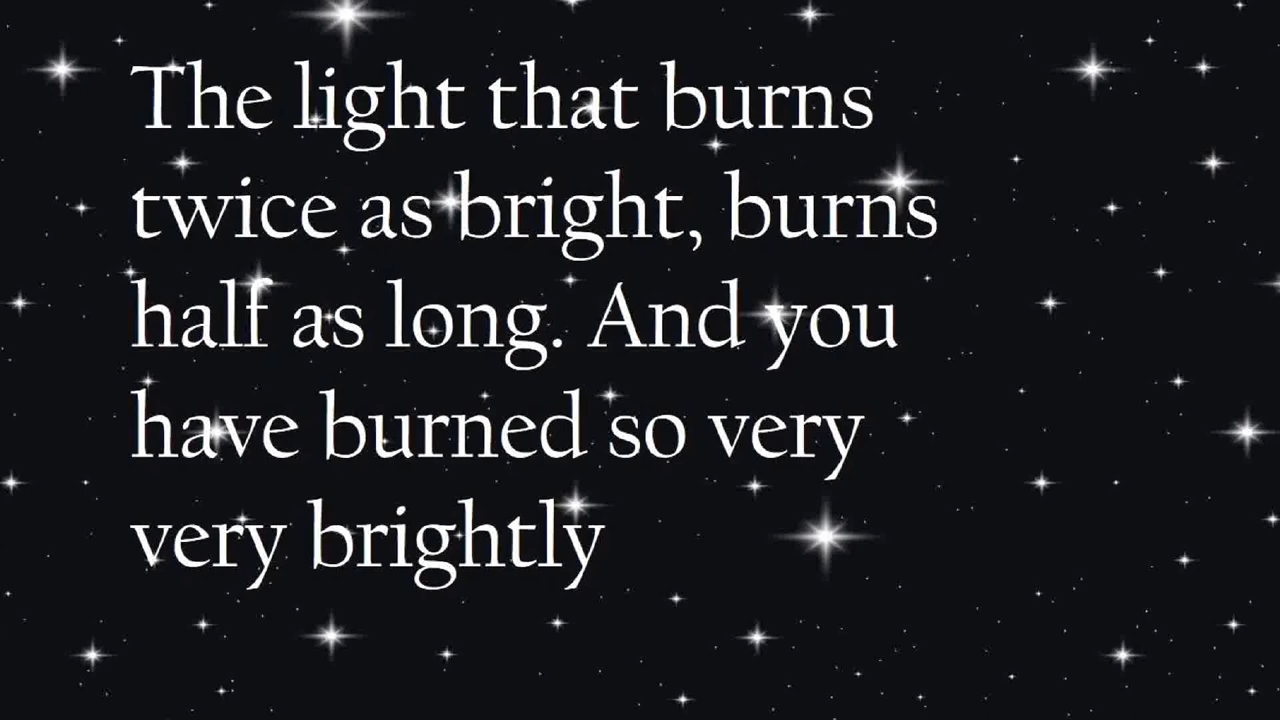 The light that burns
twice as bright, burns
half as long. And you
have burned so very
very brightly